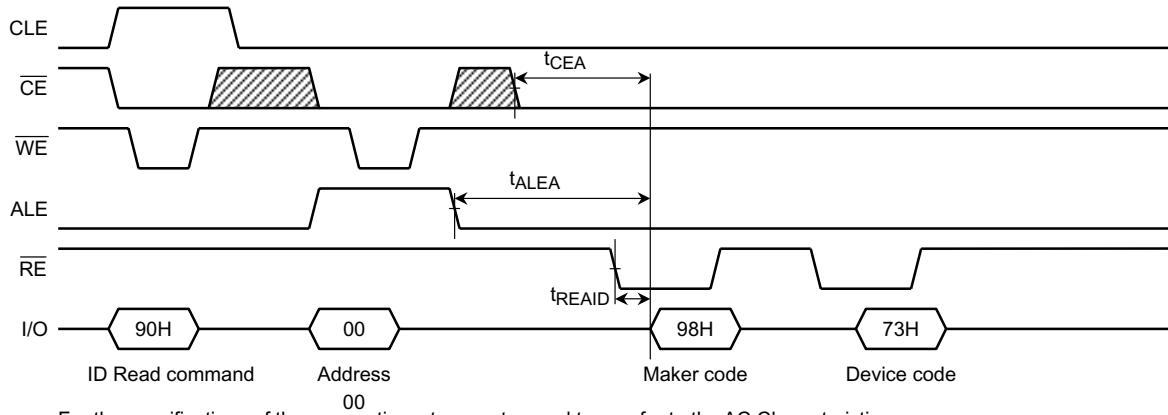 CLE
tCEA
CE
WE
tALEA
ALE
RE
tREAID
I/O
90H
00
98H
73H
ID Read command
Address
Maker code
Device code
00